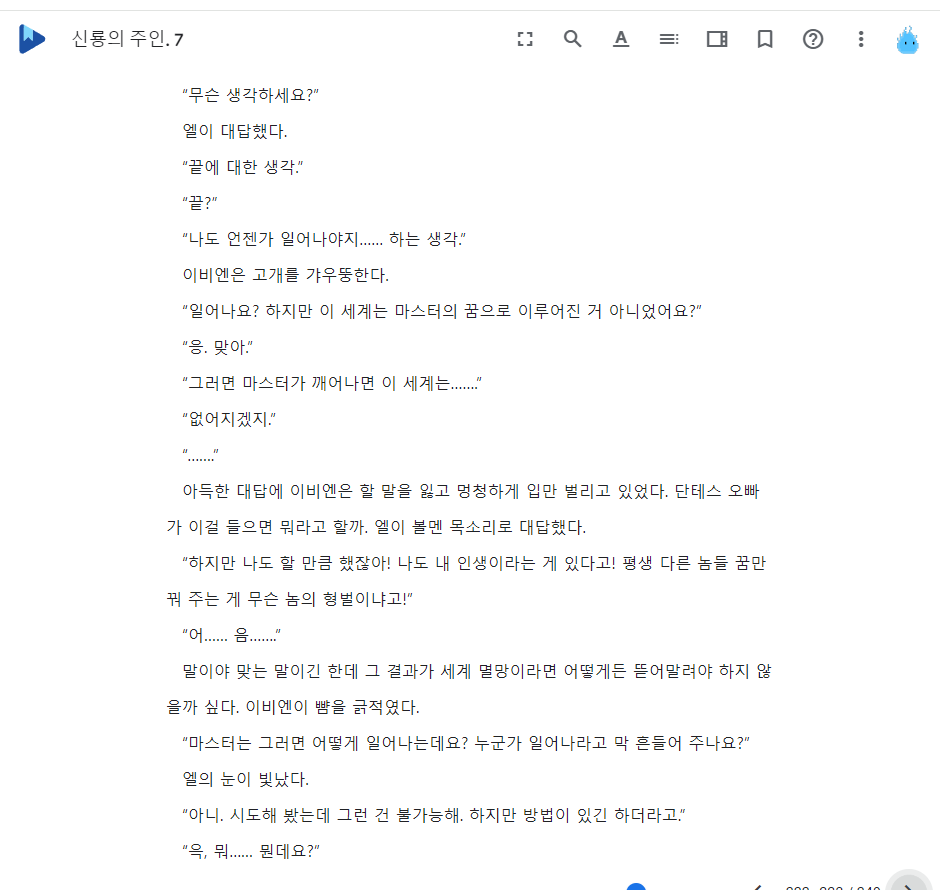 신룡의 주인. 7
“무슨 생각하세요?”
엘이 대답했다.
“끝에 대한 생각.”
“끝?”
“나도 언젠가 일어나야지...... 하는 생각.”
이비엔은 고개를 갸우뚱한다.
“일어나요? 하지만 이 세계는 마스터의 꿈으로 이루어진 거 아니었어요?”
“응. 맞아.”
“그러면 마스터가 깨어나면 이 세계는.......”
“없어지겠지.”
“.......”
아득한 대답에 이비엔은 할 말을 잃고 멍청하게 입만 벌리고 있었다. 단테스 오빠
가 이걸 들으면 뭐라고 할까. 엘이 볼멘 목소리로 대답했다.
“하지만 나도 할 만큼 했잖아! 나도 내 인생이라는 게 있다고! 평생 다른 놈들 꿈만
꿔 주는 게 무슨 놈의 형벌이냐고!”
“어...... 음.......”
말이야 맞는 말이긴 한데 그 결과가 세계 멸망이라면 어떻게든 뜯어말려야 하지 않
을까 싶다. 이비엔이 뺨을 긁적였다.
“마스터는 그러면 어떻게 일어나는데요? 누군가 일어나라고 막 흔들어 주나요?”
엘의 눈이 빛났다.
“아니. 시도해 봤는데 그런 건 불가능해. 하지만 방법이 있긴 하더라고.”
“윽, 뭐...... 뭔데요?”